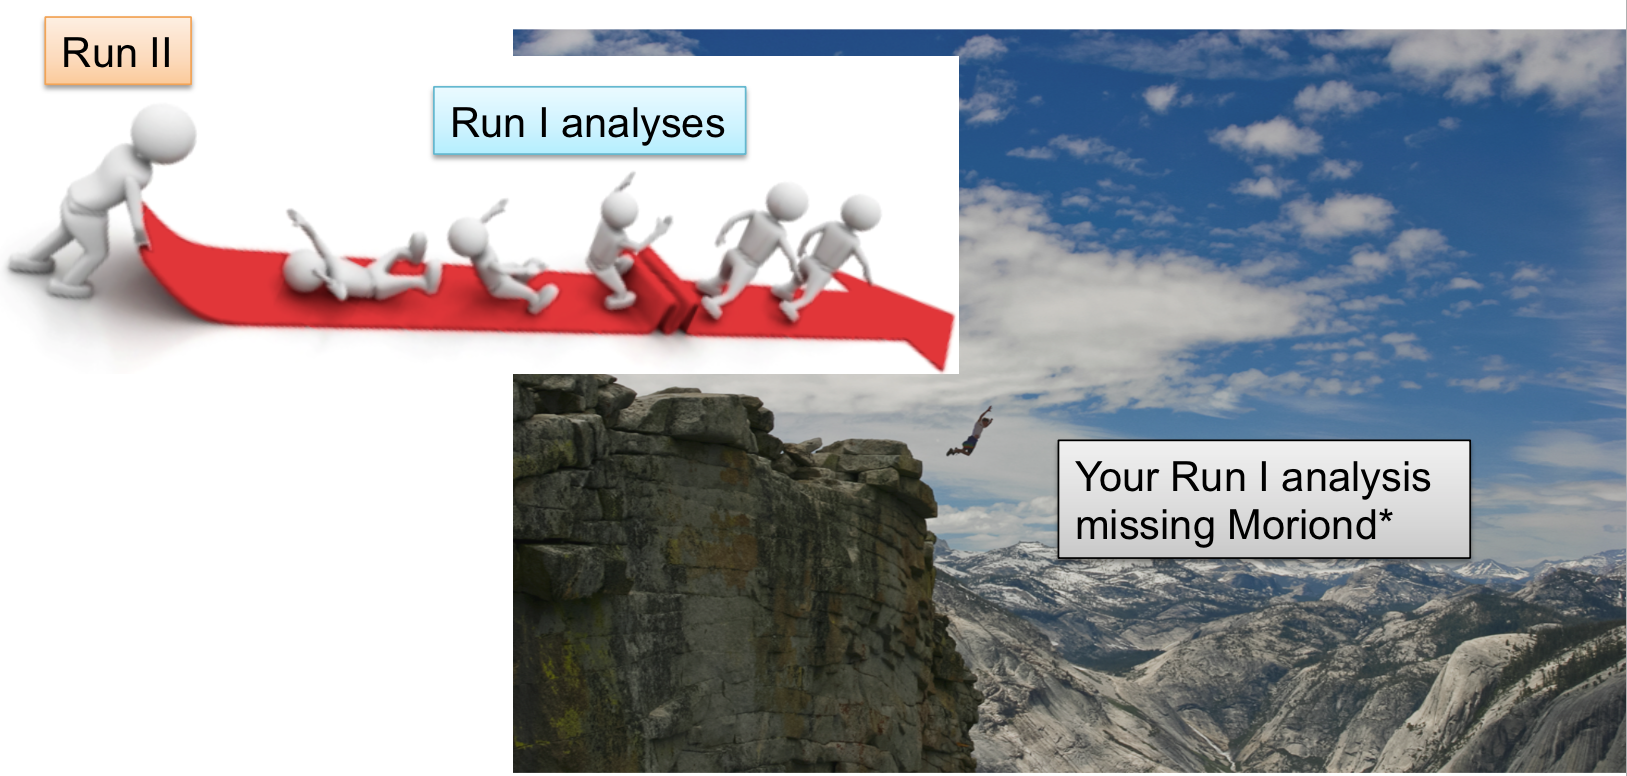 Run II
Run I analyses
Your Run I analysis
missing Moriond*